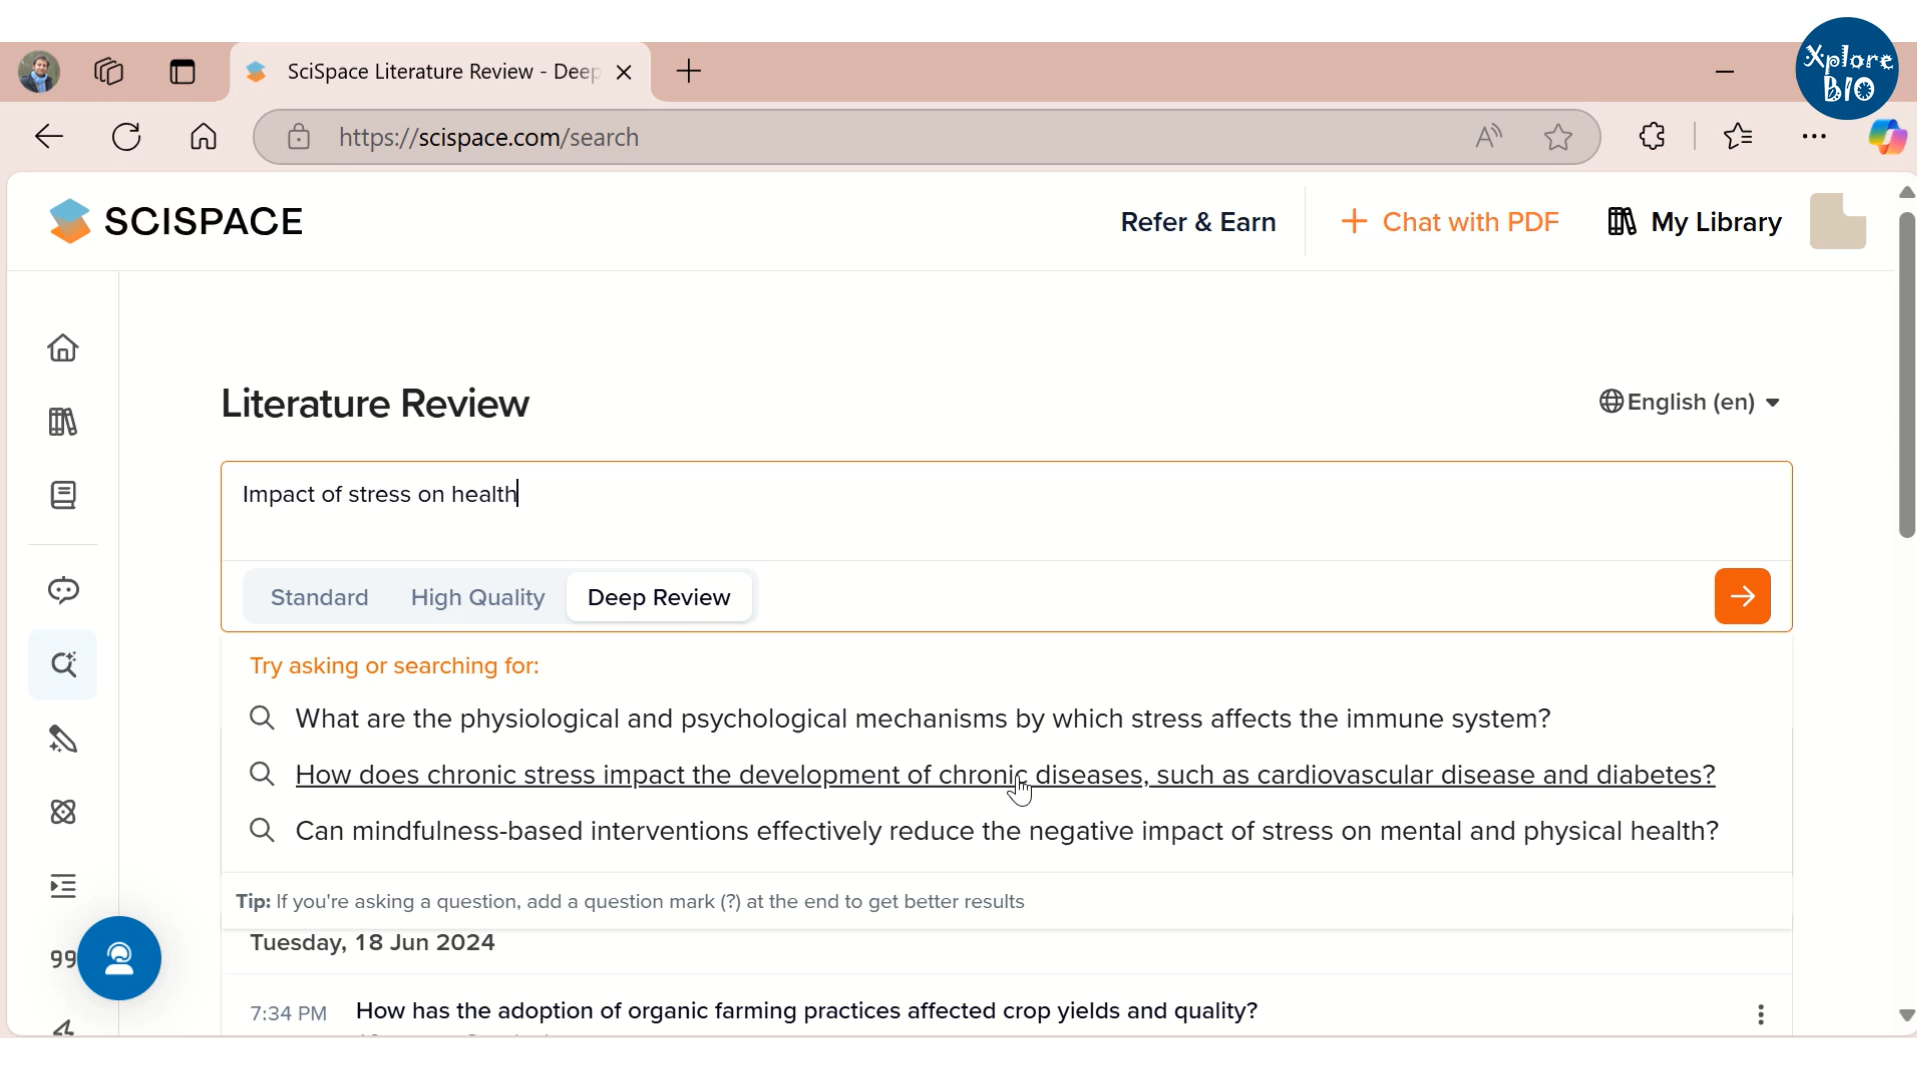 SciSpace Literature Review - Deep
Xplore
BIO
https://scispace.com/search
SCISPACE
Refer & Earn
Chat with PDF
My Library
Literature Review
English (en)
Impact of stress on health
Standard
High Quality
Deep Review
Try asking or searching for:
What are the physiological and psychological mechanisms by which stress affects the immune system?
How does chronic stress impact the development of chronic diseases, such as cardiovascular disease and diabetes?
Can mindfulness-based interventions effectively reduce the negative impact of stress on mental and physical health?
Tip: If you're asking a question, add a question mark (?) at the end to get better results
Tuesday, 18 Jun 2024
7:34 PM How has the adoption of organic farming practices affected crop yields and quality?